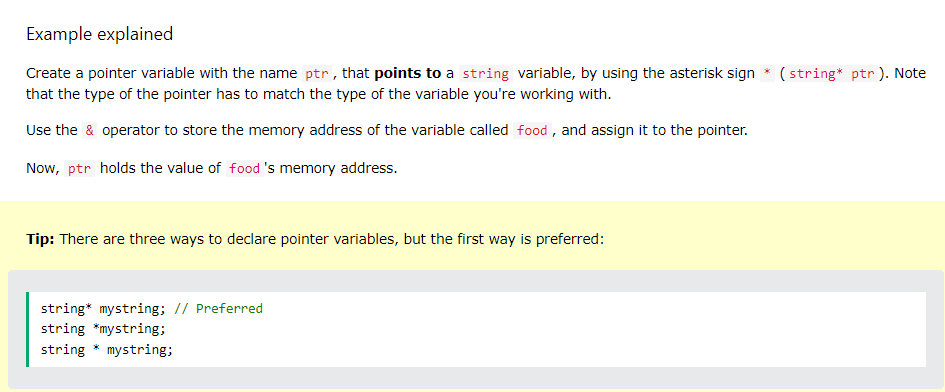 Example explained
Create a pointer variable with the name ptr , that points to a string variable, by using the asterisk sign * ( string* ptr ). Note
that the type of the pointer has to match the type of the variable you're working with.
Use the & operator to store the memory address of the variable called food , and assign it to the pointer.
Now, ptr holds the value of food 's memory address.
Tip: There are three ways to declare pointer variables, but the first way is preferred:
string* mystring; // Preferred
string *mystring;
string * mystring;